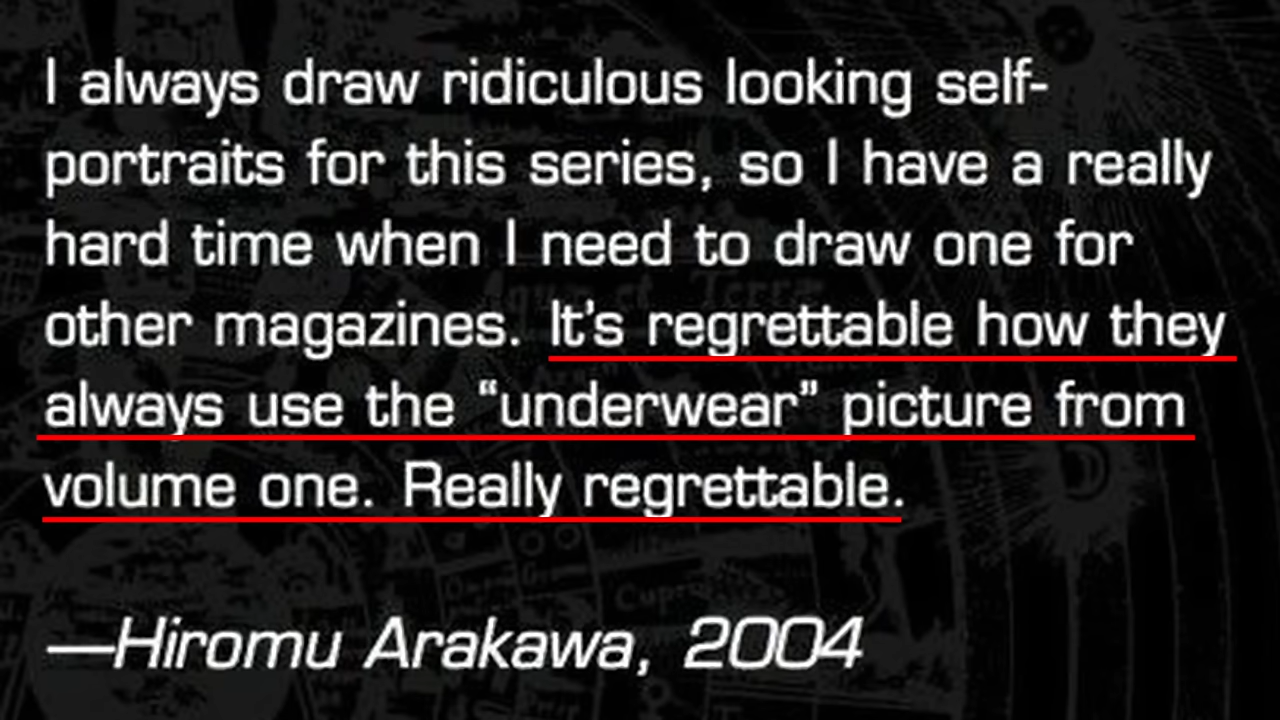 I always draw ridiculous looking self-
portraits for this series, so I have a really
hard time when I need to draw one for
other magazines. It's regrettable how they
always use the “underwear” picture from
volume one. Really regrettable.
—Hiromu Arakawa, 2004